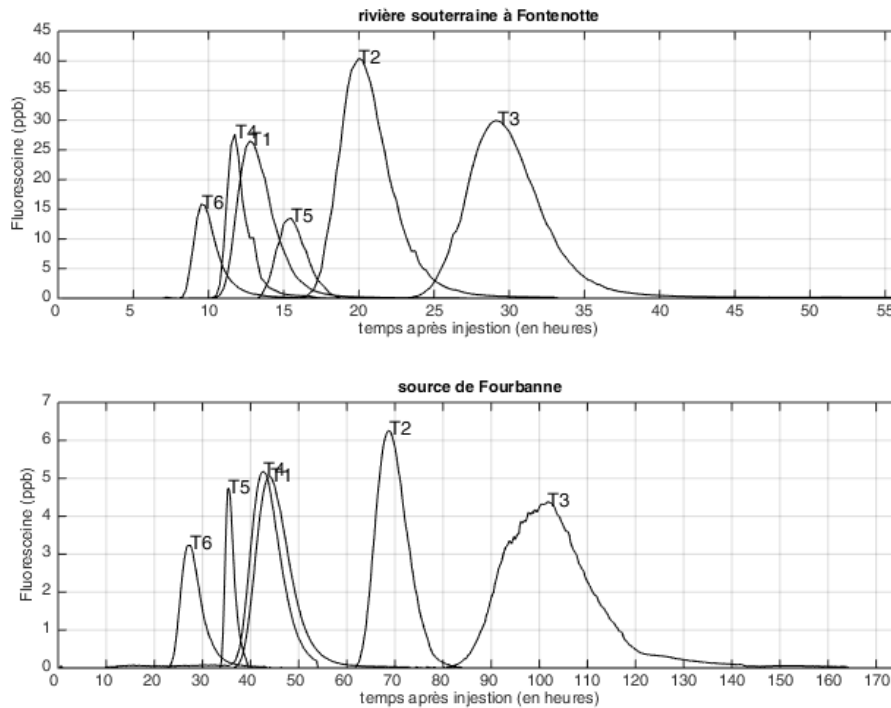 rivière souterraine à Fontenotte
45
40
35
30
25
20
15
10
5
0
Fluoresceine (ppb)
T2
T3
T4
T1
T6
T5
0 5 10 15 20 25 30 35 40 45 50 55
temps après injection (en heures)
source de Fourbanne
7
6
5
4
3
2
1
0
Fluoresceine (ppb)
T2
T4
T1
T5
T3
T6
0 10 20 30 40 50 60 70 80 90 100 110 120 130 140 150 160 170
temps après injection (en heures)